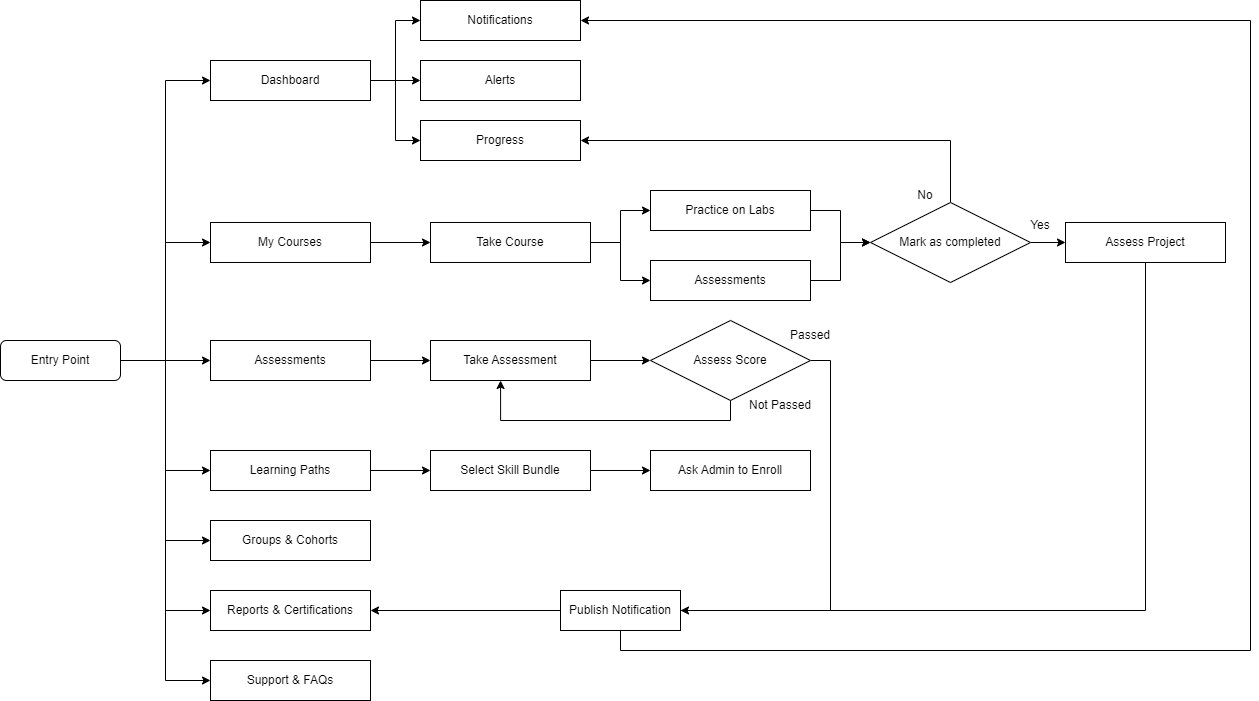 Notifications
Dashboard
Alerts
Progress
No
Practice on Labs
Yes
My Courses
Take Course
Mark as completed
Assess Project
Assessments
Passed
Entry Point
Assessments
Take Assessment
Assess Score
Not Passed
Learning Paths
Select Skill Bundle
Ask Admin to Enroll
Groups & Cohorts
Reports & Certifications
Publish Notification
Support & FAQs